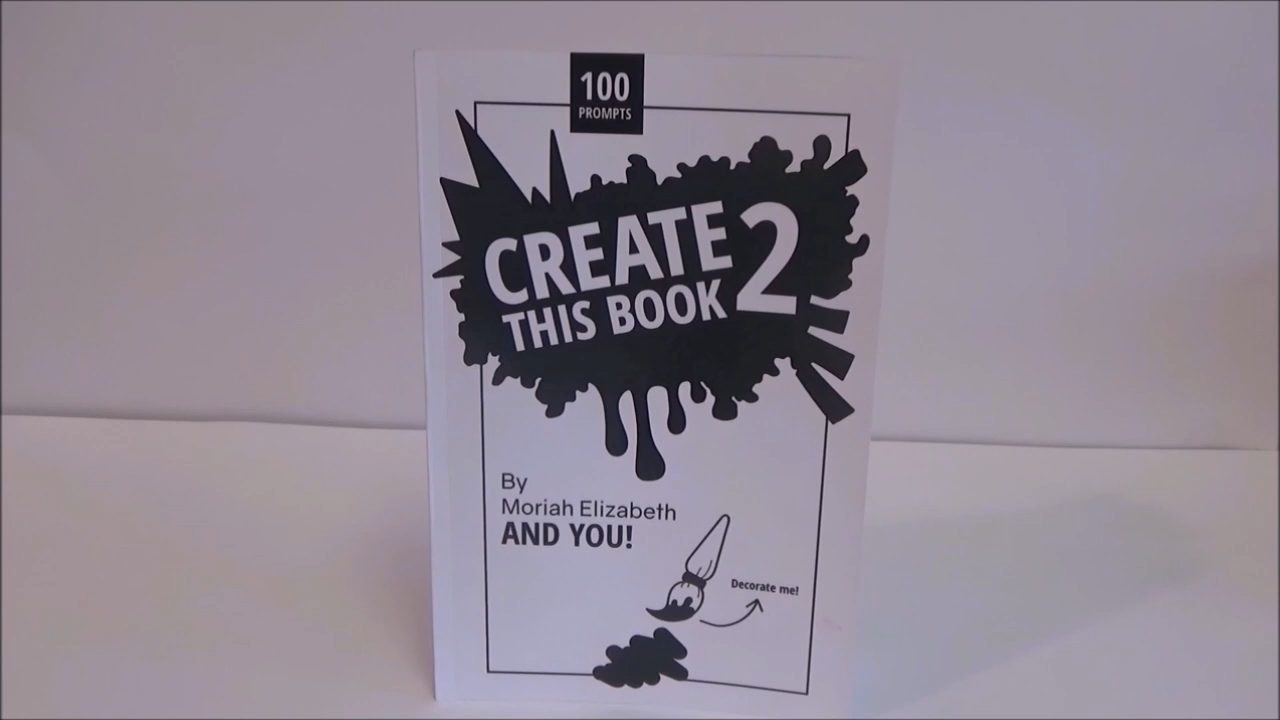 100
PROMPTS
CREATE 2
THIS BOOK
By
Moriah Elizabeth
AND YOU!
Decorate me!